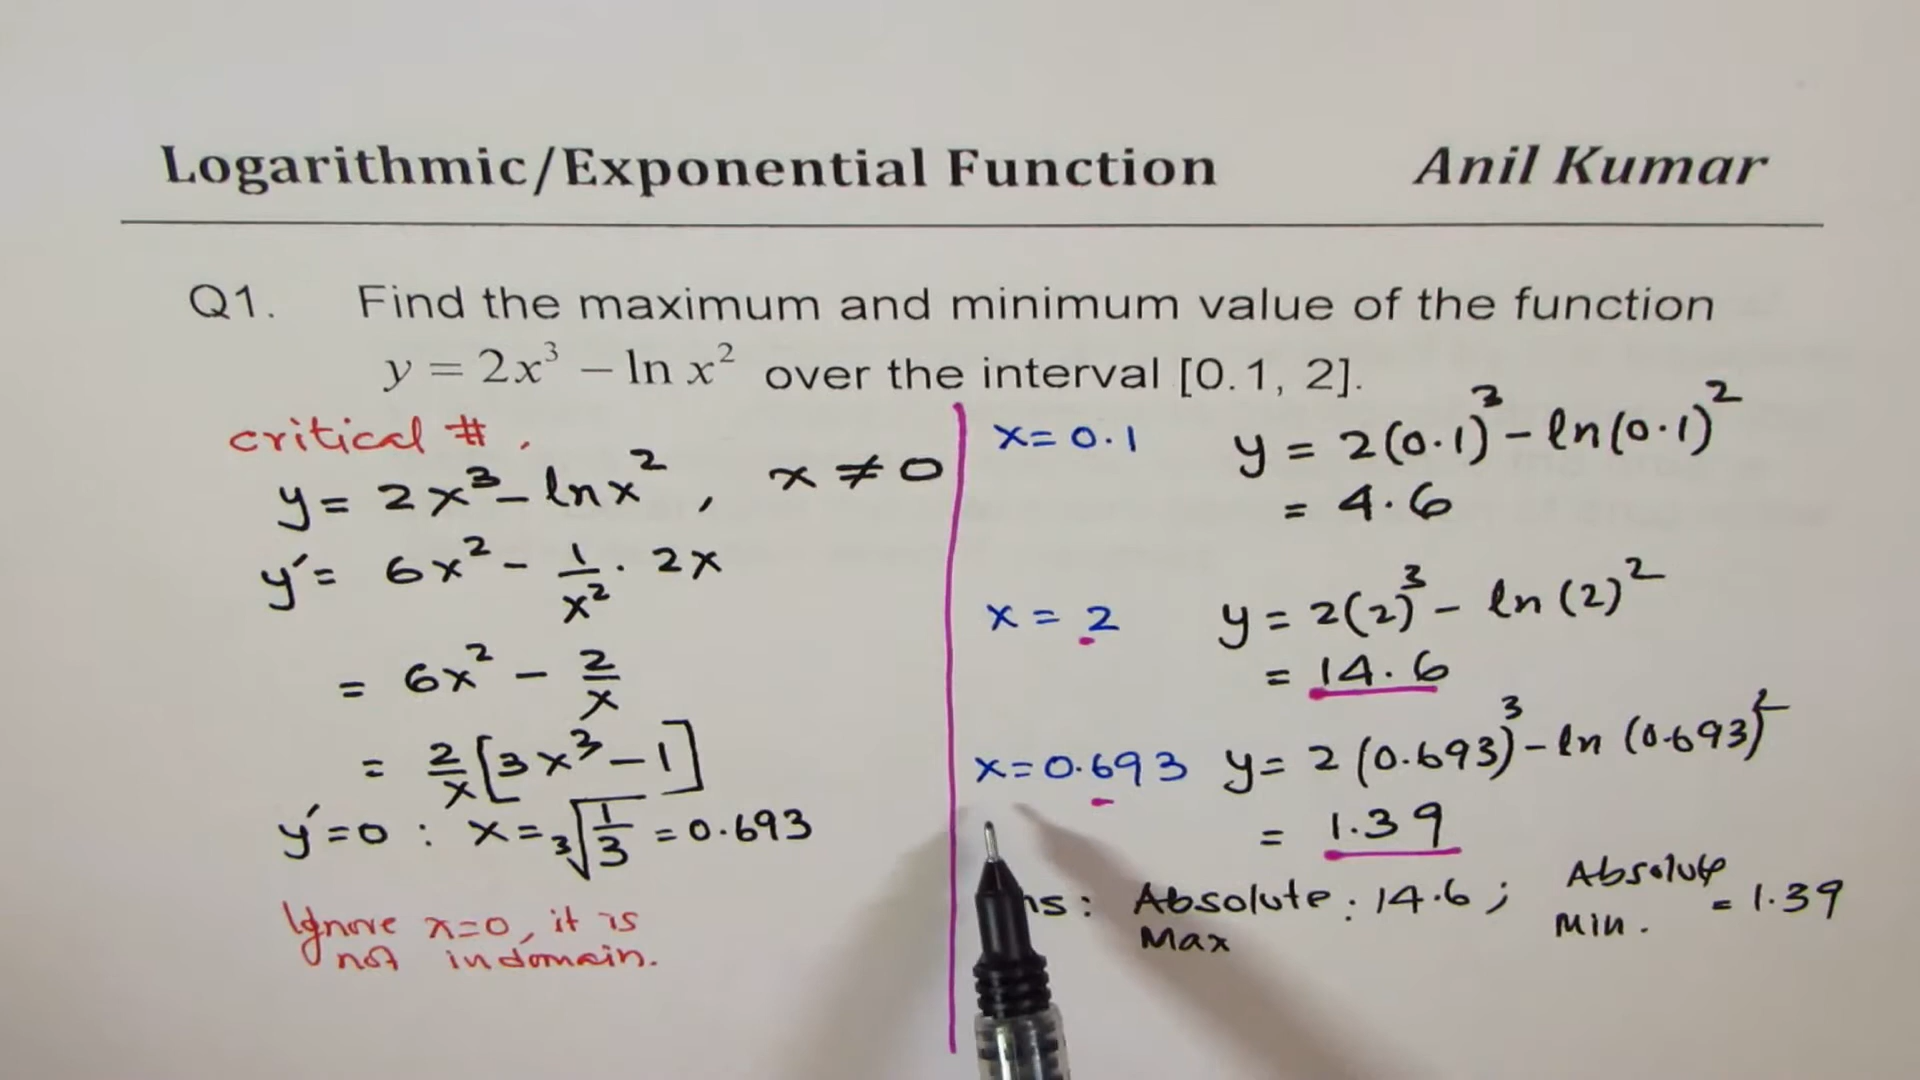 Logarithmic/Exponential Function Anil Kumar
Q1. Find the maximum and minimum value of the function
y = 2x³ − ln x² over the interval [0.1, 2].
critical #.
y = 2x³ − lnx² , x ≠ 0
y' = 6x² − 1/x² · 2x
= 6x² − 2/x
= 2/x [3x³ − 1]
y' = 0 : x = ∛(1/3) = 0.693
Ignore x=0, it is
not in domain.
x = 0.1 y = 2(0.1)³ − ln(0.1)²
= 4.6
x = 2 y = 2(2)³ − ln(2)²
= 14.6
x = 0.693 y = 2(0.693)³ − ln(0.693)²
= 1.39
ns: Absolute Max : 14.6 ; Absolute Min. = 1.39